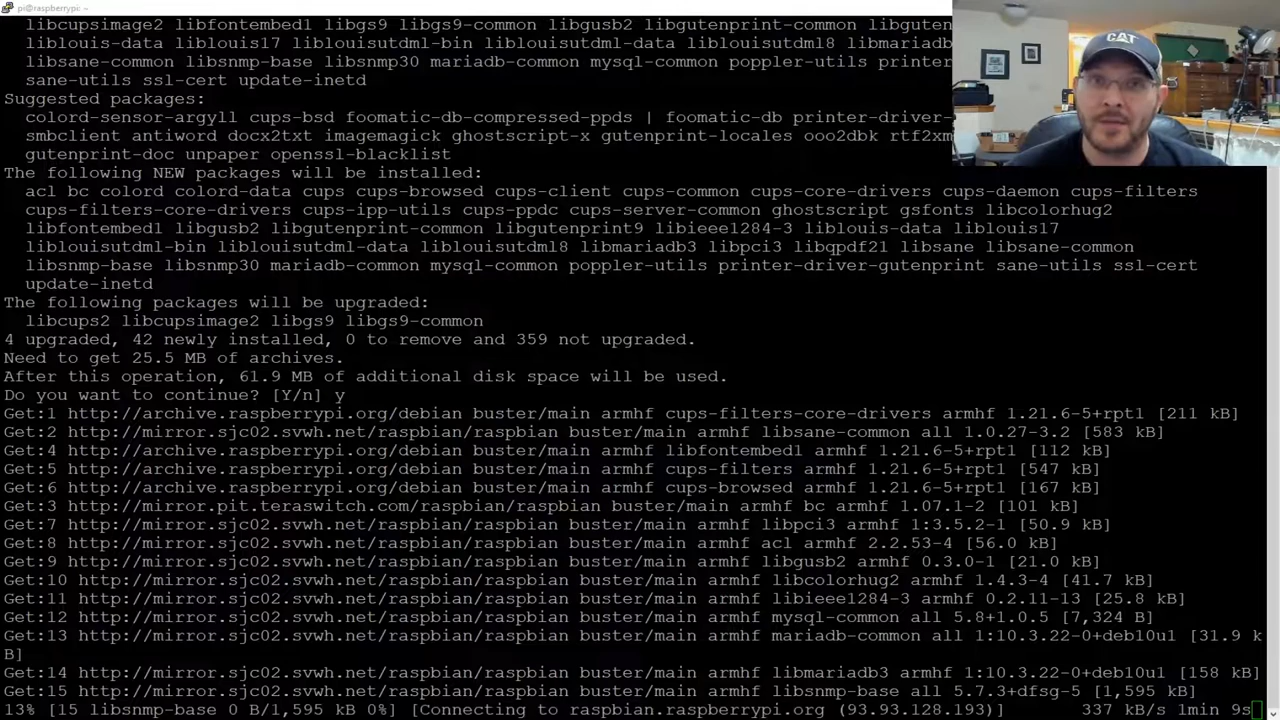 pi@raspberrypi: ~
libcupsimage2 libfontembed1 libgs9 libgs9-common libgusb2 libgutenprint-common libguten
liblouis-data liblouis17 liblouisutdml-bin liblouisutdml-data liblouisutdml8 libmariadb
libsane-common libsnmp-base libsnmp30 mariadb-common mysql-common poppler-utils printer
sane-utils ssl-cert update-inetd
Suggested packages:
colord-sensor-argyll cups-bsd foomatic-db-compressed-ppds | foomatic-db printer-driver-
smbclient antiword docx2txt imagemagick ghostscript-x gutenprint-locales ooo2dbk rtf2xm
gutenprint-doc unpaper openssl-blacklist
The following NEW packages will be installed:
acl bc colord colord-data cups cups-browsed cups-client cups-common cups-core-drivers cups-daemon cups-filters
cups-filters-core-drivers cups-ipp-utils cups-ppdc cups-server-common ghostscript gsfonts libcolorhug2
libfontembed1 libgusb2 libgutenprint-common libgutenprint9 libieee1284-3 liblouis-data liblouis17
liblouisutdml-bin liblouisutdml-data liblouisutdml8 libmariadb3 libpci3 libqpdf21 libsane libsane-common
libsnmp-base libsnmp30 mariadb-common mysql-common poppler-utils printer-driver-gutenprint sane-utils ssl-cert
update-inetd
The following packages will be upgraded:
libcups2 libcupsimage2 libgs9 libgs9-common
4 upgraded, 42 newly installed, 0 to remove and 359 not upgraded.
Need to get 25.5 MB of archives.
After this operation, 61.9 MB of additional disk space will be used.
Do you want to continue? [Y/n] y
Get:1 http://archive.raspberrypi.org/debian buster/main armhf cups-filters-core-drivers armhf 1.21.6-5+rpt1 [211 kB]
Get:2 http://mirror.sjc02.svwh.net/raspbian/raspbian buster/main armhf libsane-common all 1.0.27-3.2 [583 kB]
Get:4 http://archive.raspberrypi.org/debian buster/main armhf libfontembed1 armhf 1.21.6-5+rpt1 [112 kB]
Get:5 http://archive.raspberrypi.org/debian buster/main armhf cups-filters armhf 1.21.6-5+rpt1 [547 kB]
Get:6 http://archive.raspberrypi.org/debian buster/main armhf cups-browsed armhf 1.21.6-5+rpt1 [167 kB]
Get:3 http://mirror.pit.teraswitch.com/raspbian/raspbian buster/main armhf bc armhf 1.07.1-2 [101 kB]
Get:7 http://mirror.sjc02.svwh.net/raspbian/raspbian buster/main armhf libpci3 armhf 1:3.5.2-1 [50.9 kB]
Get:8 http://mirror.sjc02.svwh.net/raspbian/raspbian buster/main armhf acl armhf 2.2.53-4 [56.0 kB]
Get:9 http://mirror.sjc02.svwh.net/raspbian/raspbian buster/main armhf libgusb2 armhf 0.3.0-1 [21.0 kB]
Get:10 http://mirror.sjc02.svwh.net/raspbian/raspbian buster/main armhf libcolorhug2 armhf 1.4.3-4 [41.7 kB]
Get:11 http://mirror.sjc02.svwh.net/raspbian/raspbian buster/main armhf libieee1284-3 armhf 0.2.11-13 [25.8 kB]
Get:12 http://mirror.sjc02.svwh.net/raspbian/raspbian buster/main armhf mysql-common all 5.8+1.0.5 [7,324 B]
Get:13 http://mirror.sjc02.svwh.net/raspbian/raspbian buster/main armhf mariadb-common all 1:10.3.22-0+deb10u1 [31.9 k
B]
Get:14 http://mirror.sjc02.svwh.net/raspbian/raspbian buster/main armhf libmariadb3 armhf 1:10.3.22-0+deb10u1 [158 kB]
Get:15 http://mirror.sjc02.svwh.net/raspbian/raspbian buster/main armhf libsnmp-base all 5.7.3+dfsg-5 [1,595 kB]
13% [15 libsnmp-base 0 B/1,595 kB 0%] [Connecting to raspbian.raspberrypi.org (93.93.128.193)] 337 kB/s 1min 9s
CAT